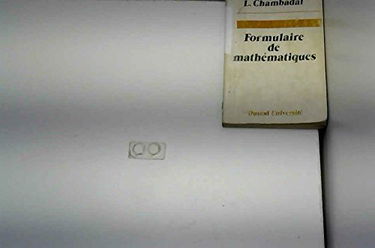 L. Chambadal
Formulaire
de
mathématiques
Dunod Université